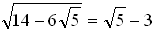 √(14 − 6√5) = √5 − 3